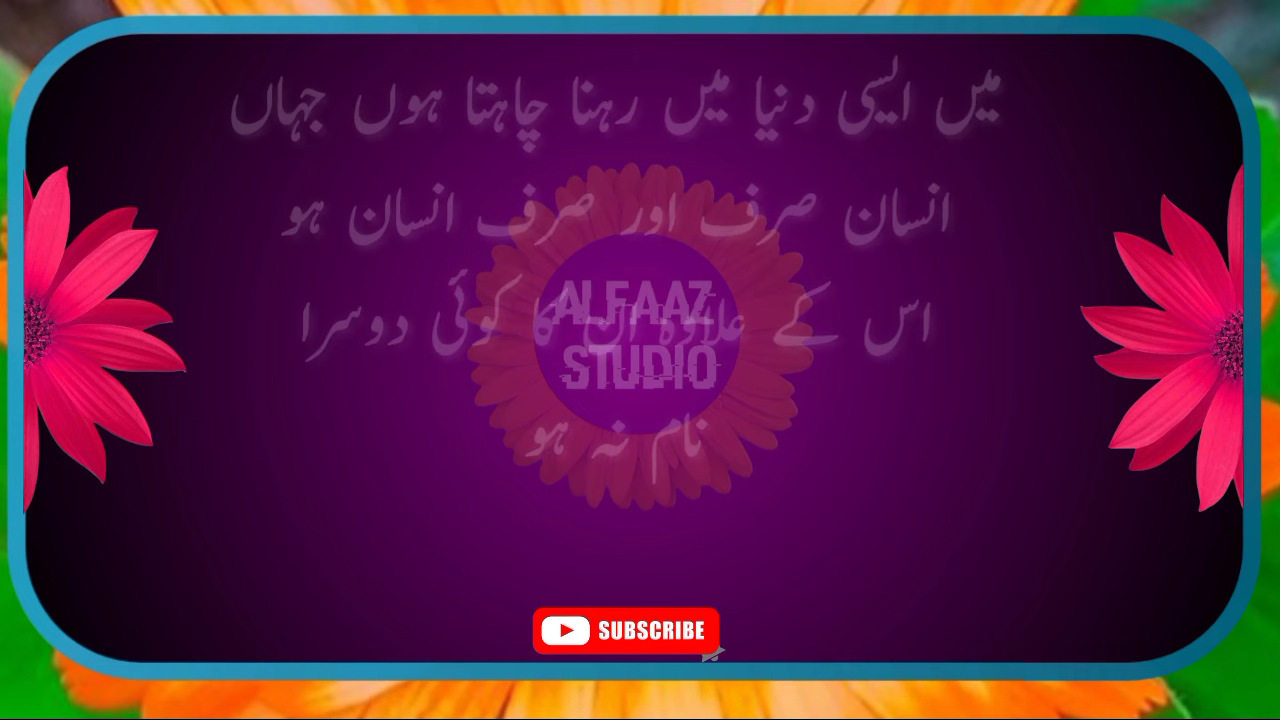 میں ایسی دنیا میں رہنا چاہتا ہوں جہاں
انسان صرف اور صرف انسان ہو
اس کے علاوہ ان کا کوئی دوسرا
نام نہ ہو
ALFAAZ
STUDIO
SUBSCRIBE